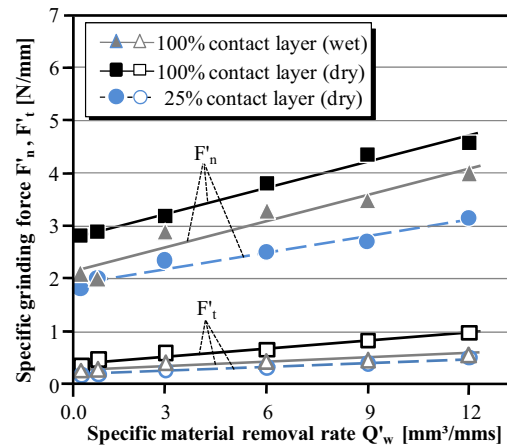 Specific grinding force F'n , F't [N/mm]
7
6
5
4
3
2
1
0
100% contact layer (wet)
100% contact layer (dry)
25% contact layer (dry)
F'n
F't
0.0 3 6 9 12
Specific material removal rate Q'w [mm³/mms]